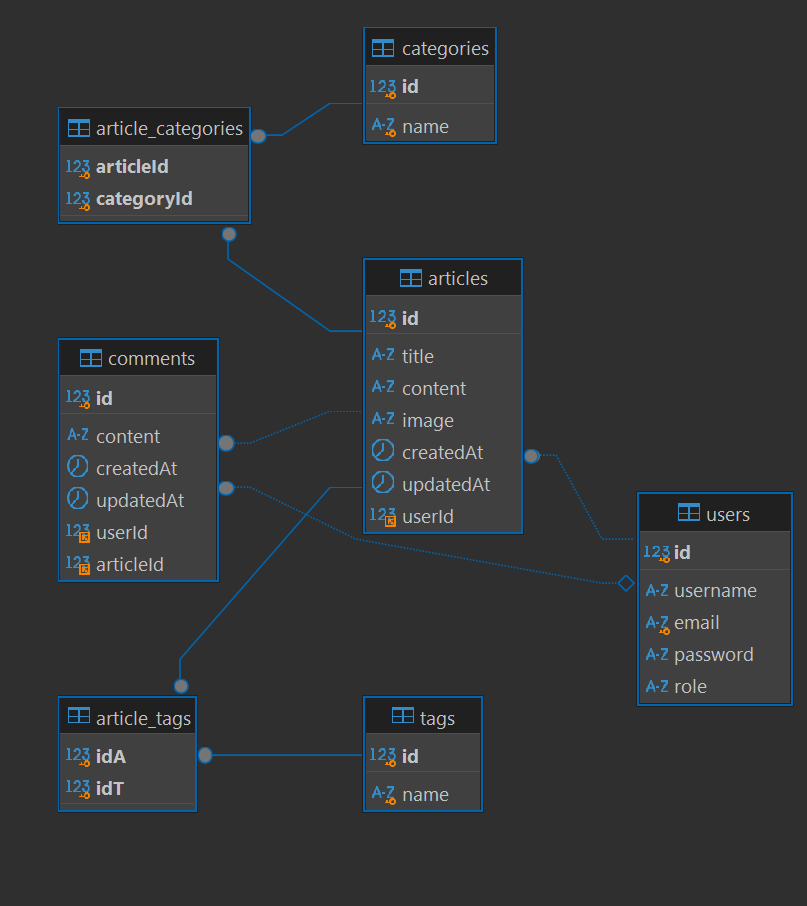 categories
123 id
A-Z name
article_categories
123 articleId
123 categoryId
articles
123 id
A-Z title
A-Z content
A-Z image
createdAt
updatedAt
123 userId
comments
123 id
A-Z content
createdAt
updatedAt
123 userId
123 articleId
users
123 id
A-Z username
A-Z email
A-Z password
A-Z role
article_tags
123 idA
123 idT
tags
123 id
A-Z name